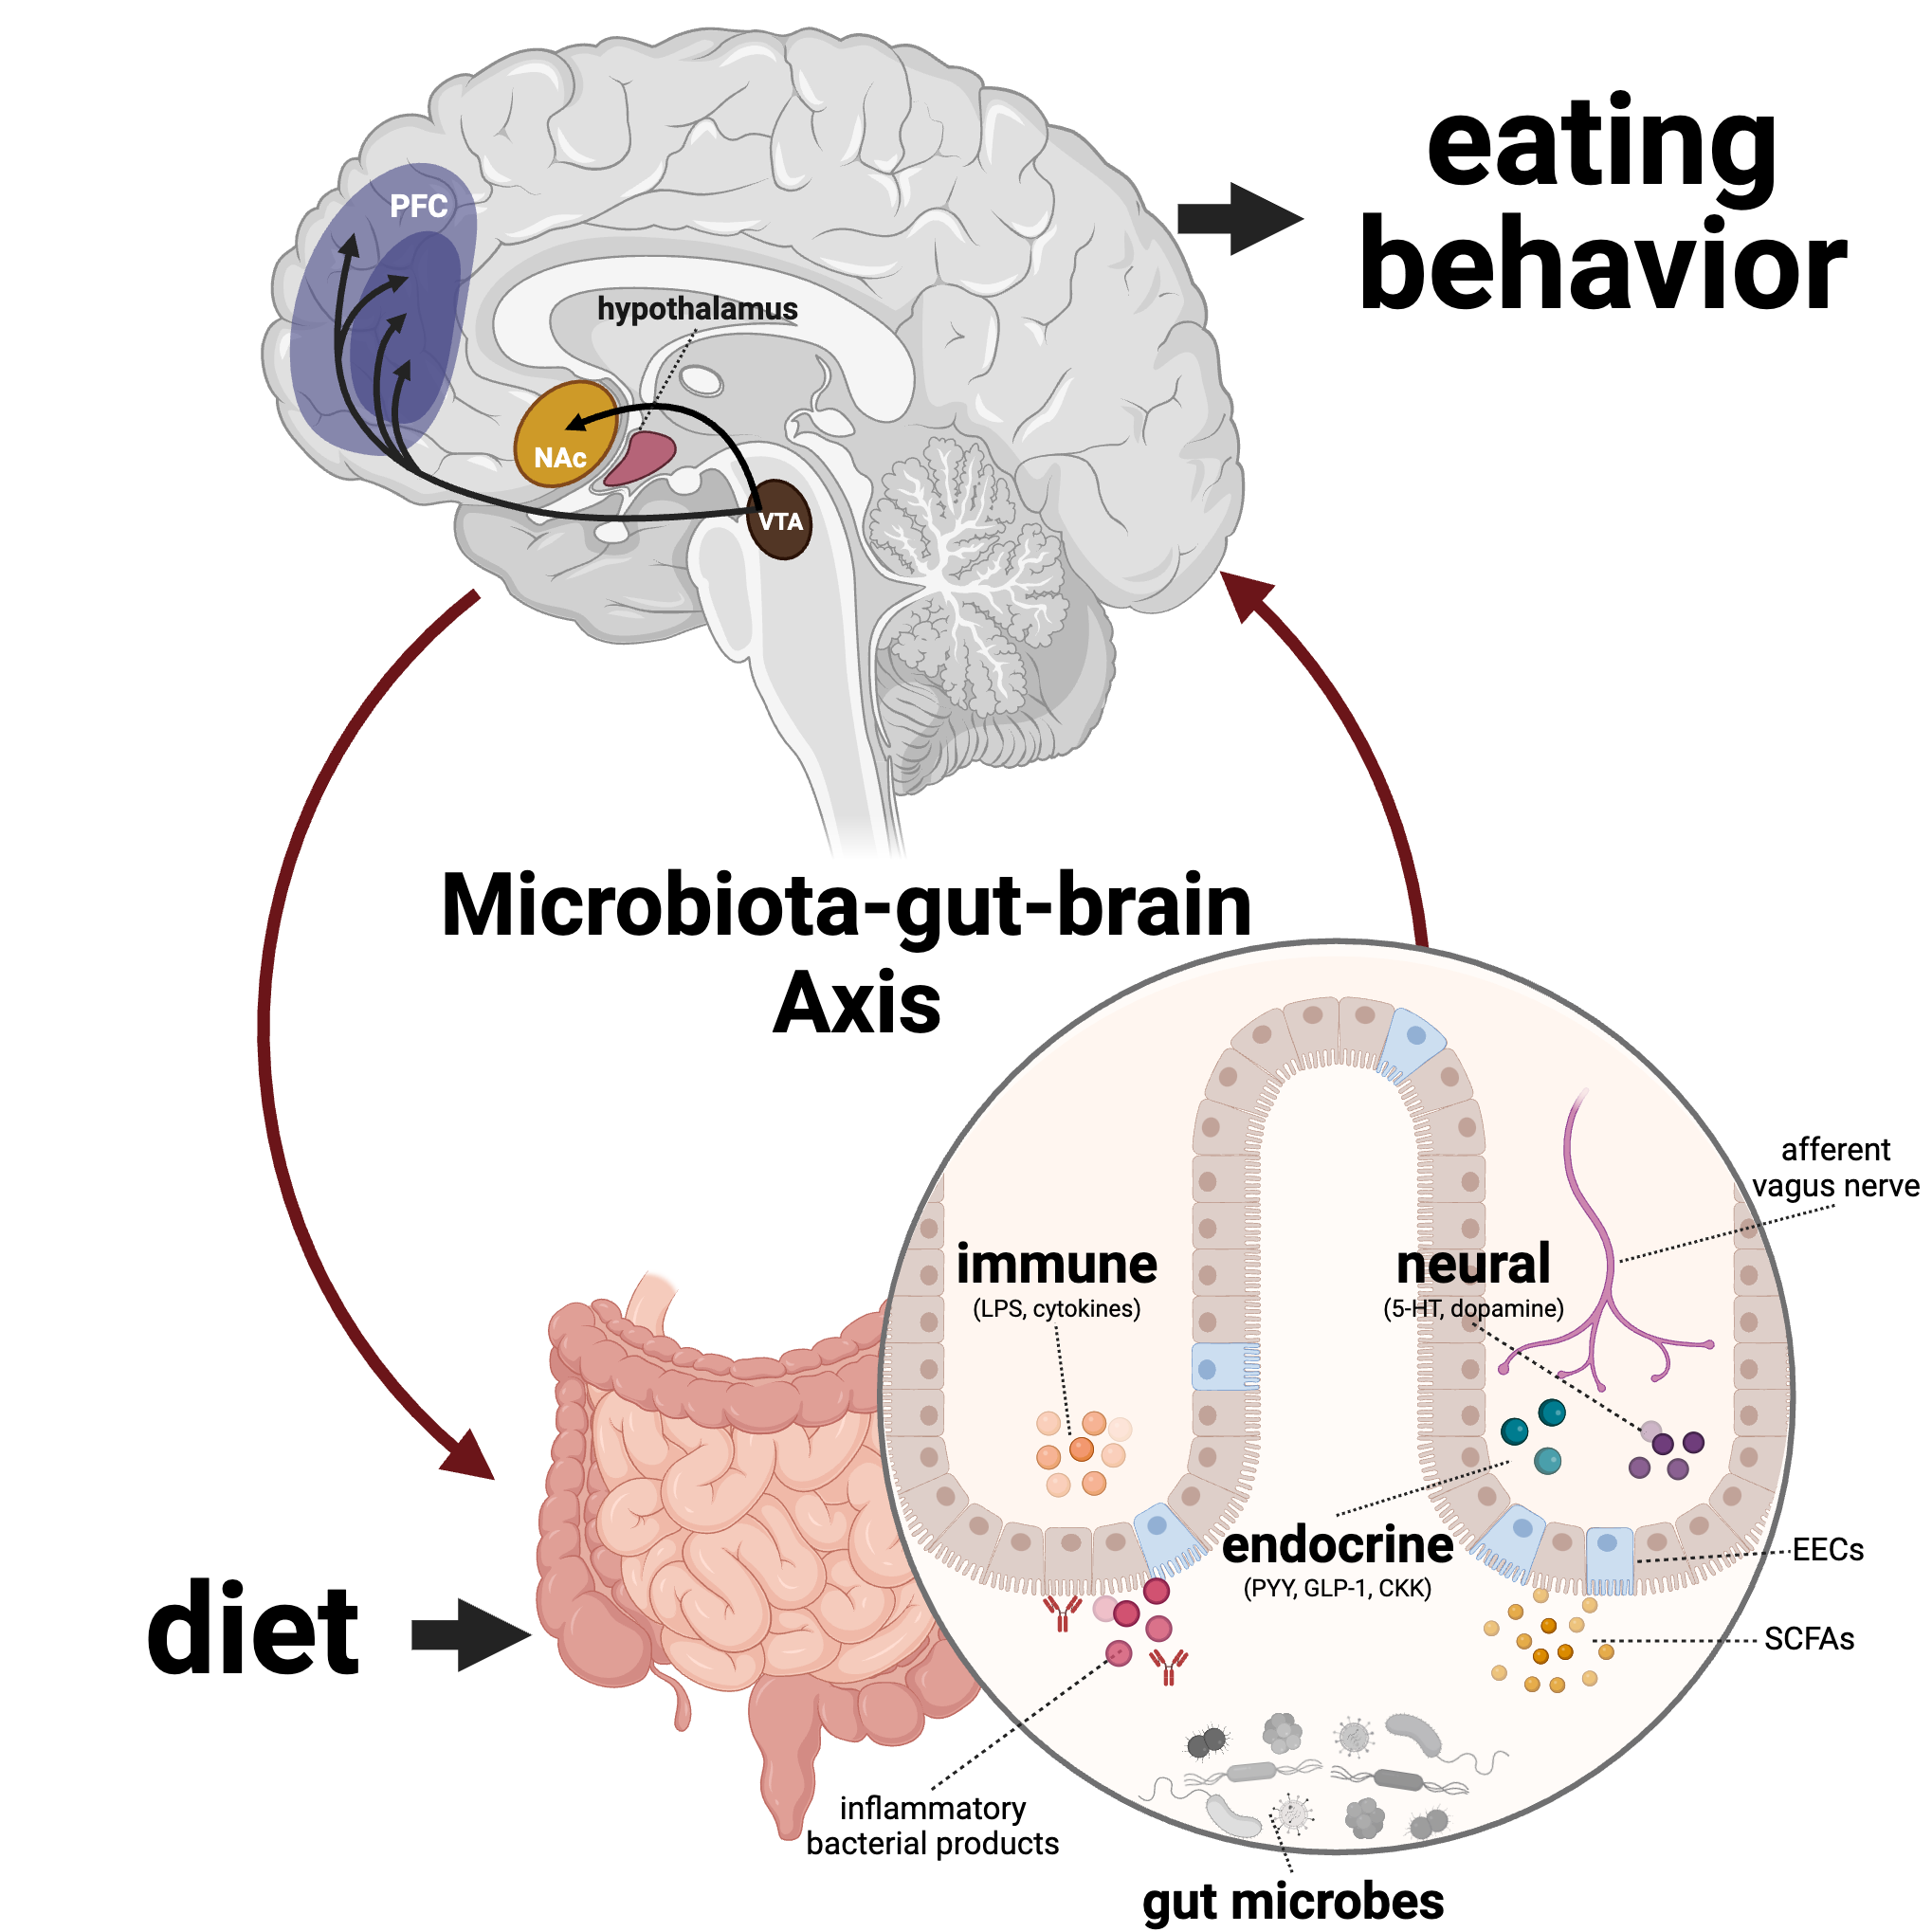 eating
behavior
PFC
hypothalamus
NAc
VTA
Microbiota-gut-brain
Axis
afferent
vagus nerve
immune
(LPS, cytokines)
neural
(5-HT, dopamine)
endocrine
(PYY, GLP-1, CKK)
EECs
SCFAs
diet
inflammatory
bacterial products
gut microbes